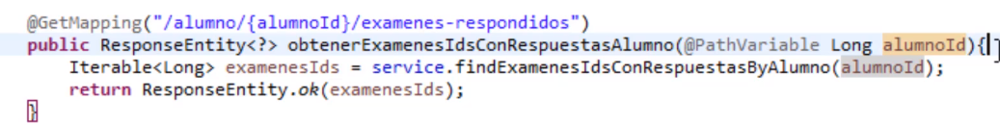 @GetMapping("/alumno/{alumnoId}/examenes-respondidos")
public ResponseEntity<?> obtenerExamenesIdsConRespuestasAlumno(@PathVariable Long alumnoId){
Iterable<Long> examenesIds = service.findExamenesIdsConRespuestasByAlumno(alumnoId);
return ResponseEntity.ok(examenesIds);
}